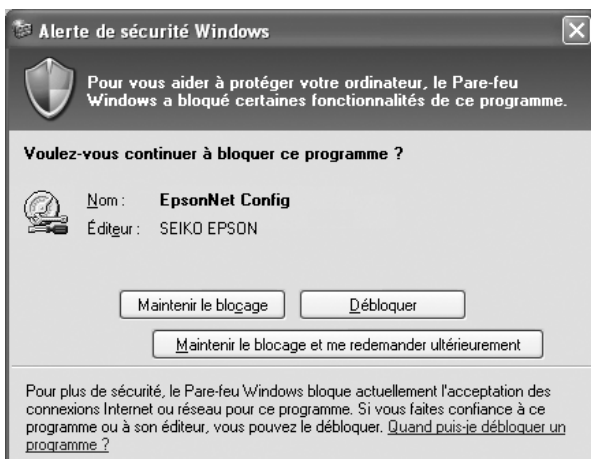 Alerte de sécurité Windows
Pour vous aider à protéger votre ordinateur, le Pare-feu
Windows a bloqué certaines fonctionnalités de ce programme.
Voulez-vous continuer à bloquer ce programme ?
Nom : EpsonNet Config
Éditeur : SEIKO EPSON
Maintenir le blocage Débloquer
Maintenir le blocage et me redemander ultérieurement
Pour plus de sécurité, le Pare-feu Windows bloque actuellement l'acceptation des
connexions Internet ou réseau pour ce programme. Si vous faites confiance à ce
programme ou à son éditeur, vous pouvez le débloquer. Quand puis-je débloquer un
programme ?